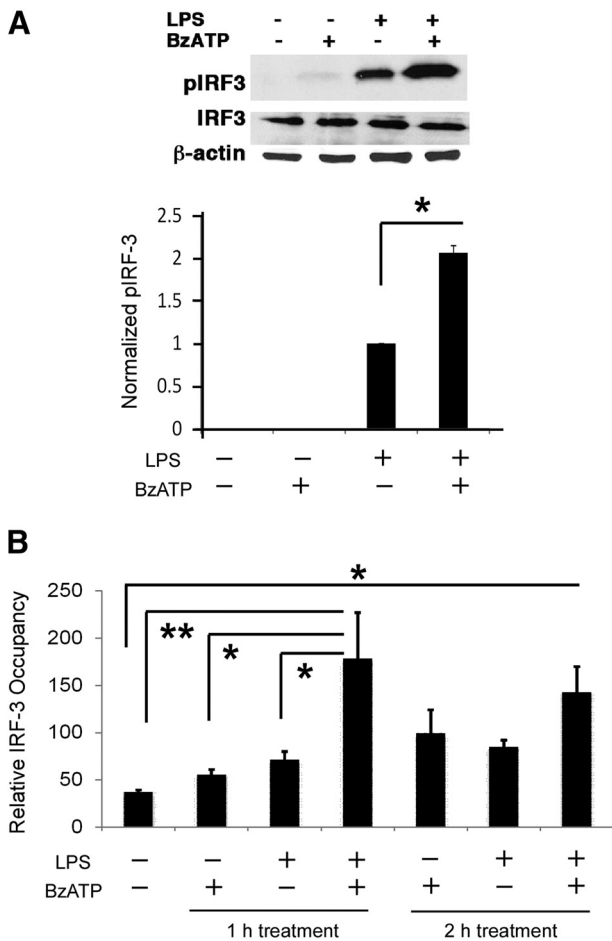 A
LPS - - + +
BzATP - + - +
pIRF3
IRF3
β-actin
Normalized pIRF-3
2.5
2
1.5
1
0.5
0
*
LPS − − + +
BzATP − + − +
B
Relative IRF-3 Occupancy
250
200
150
100
50
0
*
**
*
*
LPS − − + + − + +
BzATP − + − + + − +
1 h treatment 2 h treatment